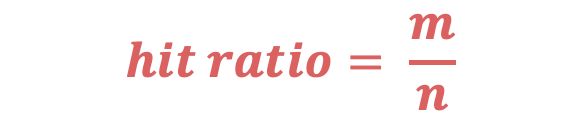 hit ratio = m/n